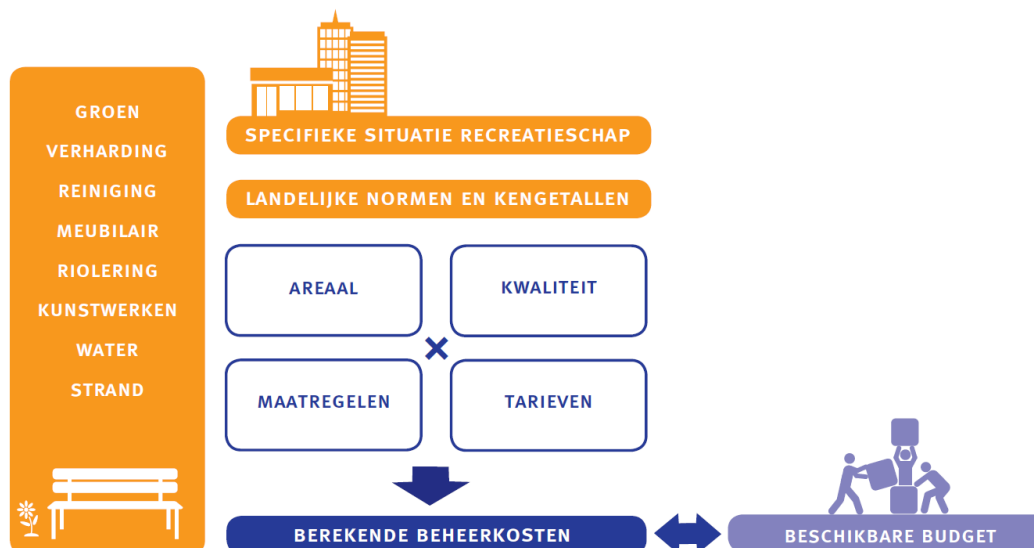 GROEN
VERHARDING
REINIGING
MEUBILAIR
RIOLERING
KUNSTWERKEN
WATER
STRAND
SPECIFIEKE SITUATIE RECREATIESCHAP
LANDELIJKE NORMEN EN KENGETALLEN
AREAAL
KWALITEIT
×
MAATREGELEN
TARIEVEN
BEREKENDE BEHEERKOSTEN
BESCHIKBARE BUDGET